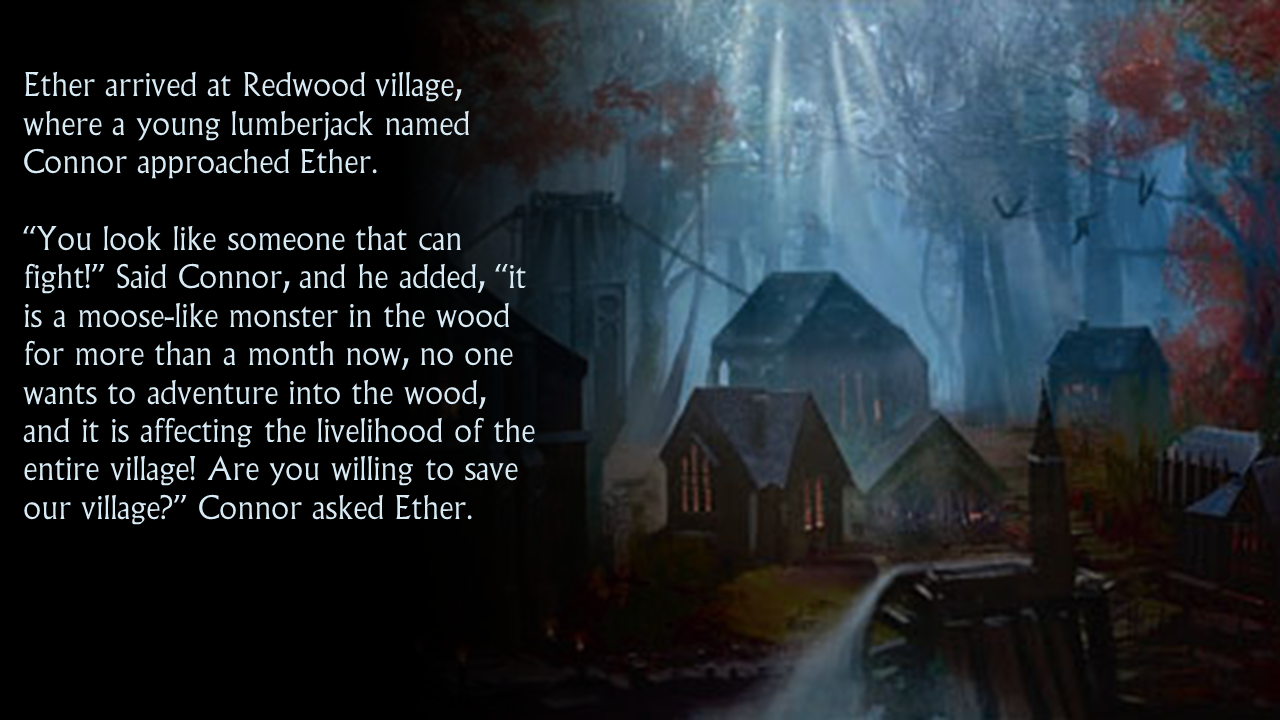 Ether arrived at Redwood village,
where a young lumberjack named
Connor approached Ether.
“You look like someone that can
fight!” Said Connor, and he added, “it
is a moose-like monster in the wood
for more than a month now, no one
wants to adventure into the wood,
and it is affecting the livelihood of the
entire village! Are you willing to save
our village?” Connor asked Ether.